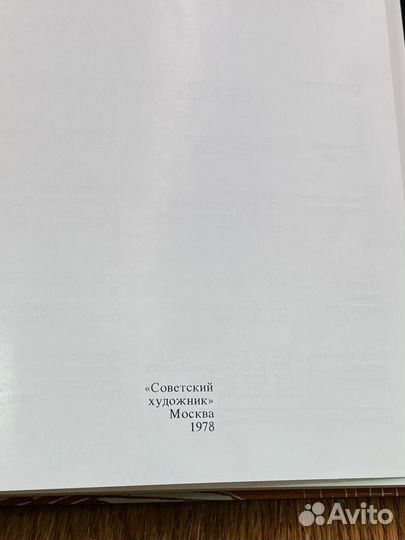 «Советский
художник»
Москва
1978
Avito